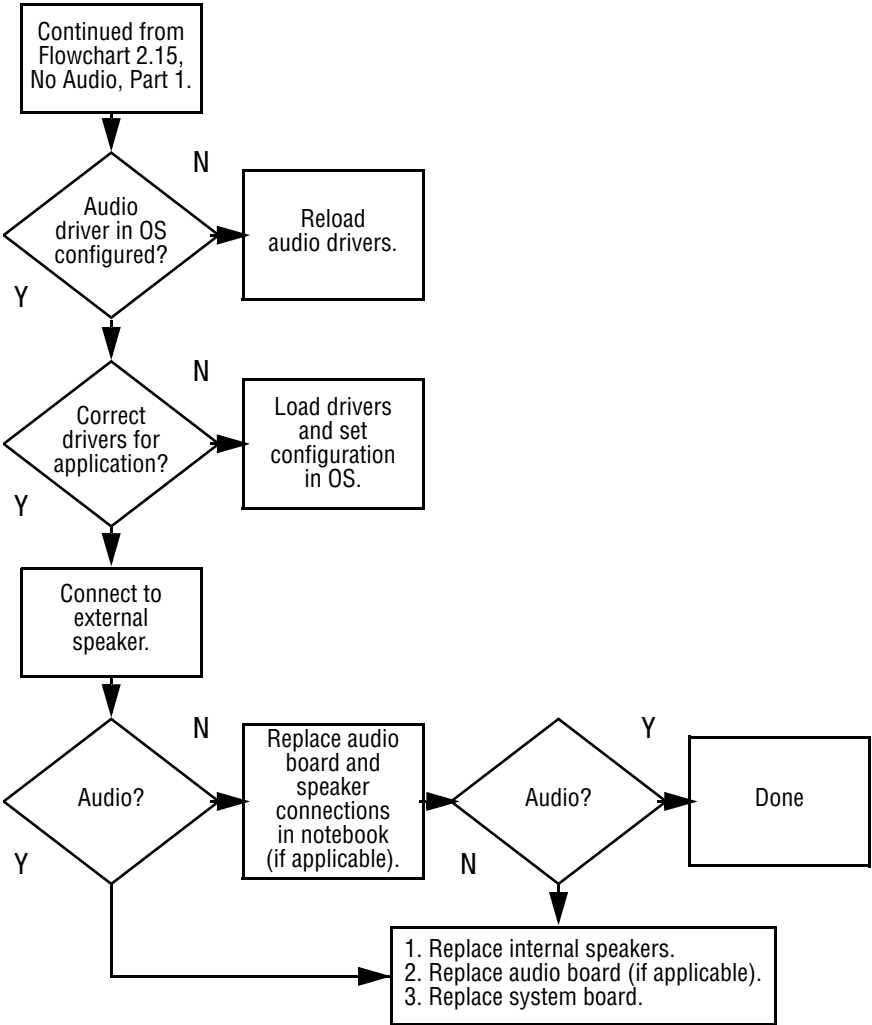 Continued from
Flowchart 2.15,
No Audio, Part 1.
N
Audio
driver in OS
configured?
Reload
audio drivers.
Y
N
Correct
drivers for
application?
Load drivers
and set
configuration
in OS.
Y
Connect to
external
speaker.
N
Audio?
Replace audio
board and
speaker
connections
in notebook
(if applicable).
Y
Audio?
Done
Y
N
1. Replace internal speakers.
2. Replace audio board (if applicable).
3. Replace system board.